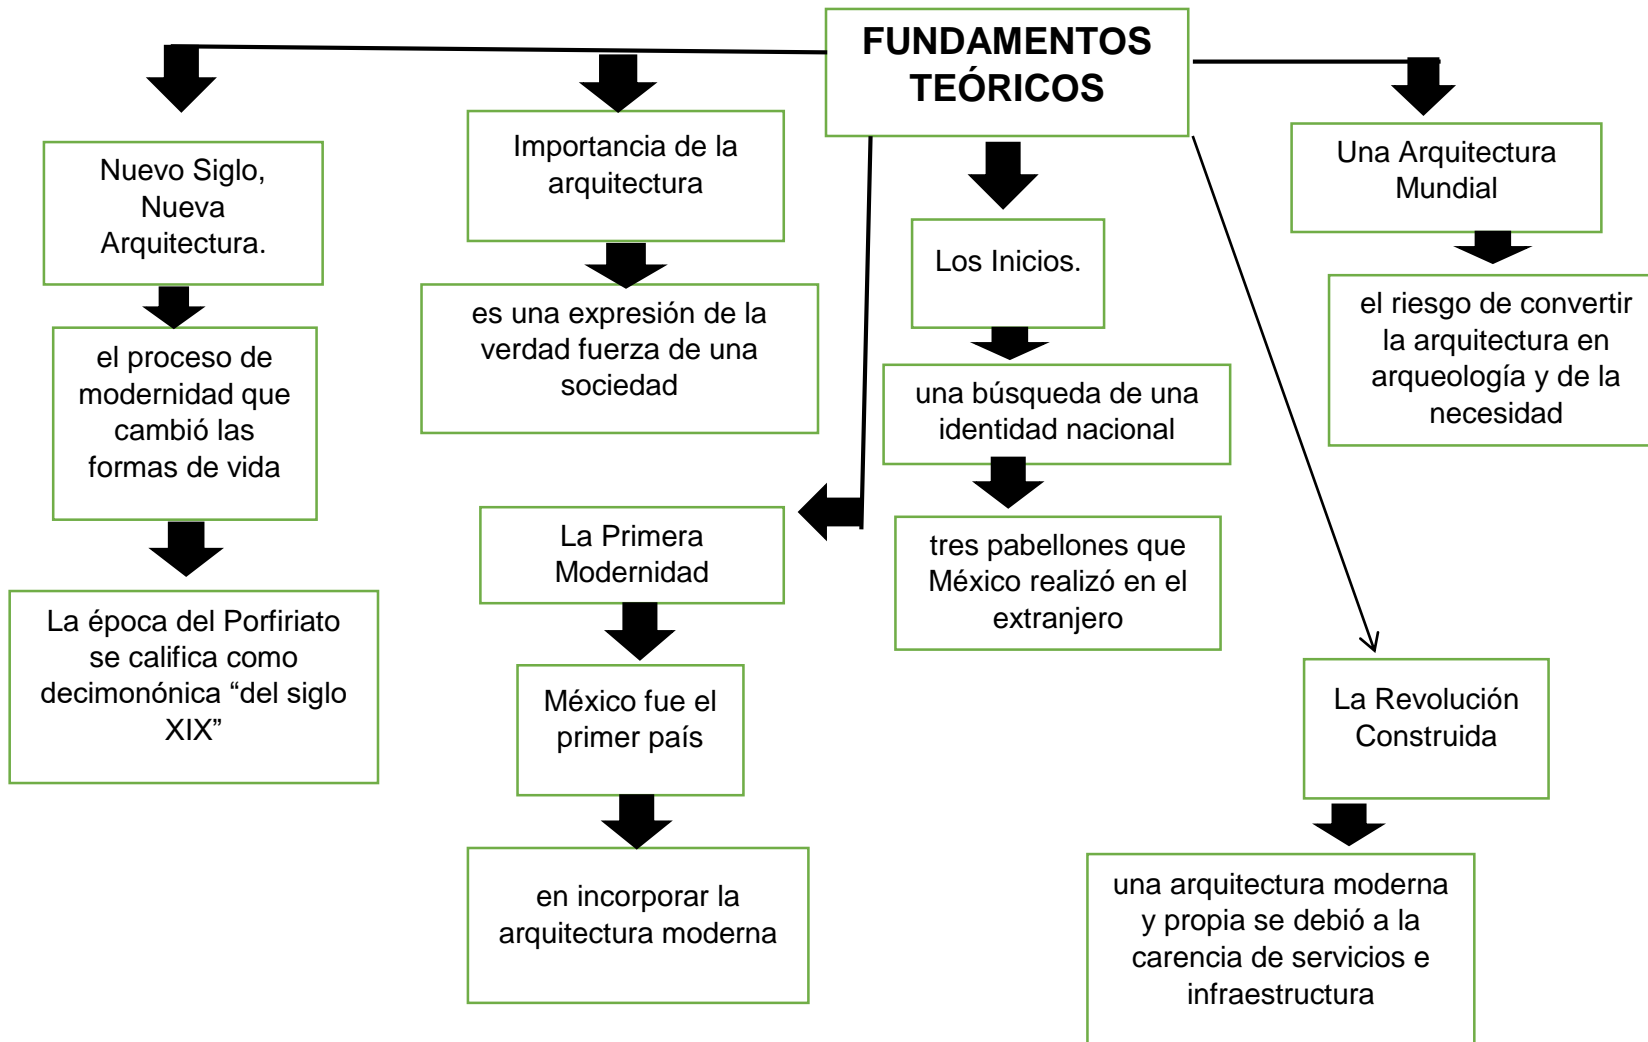 FUNDAMENTOS
TEÓRICOS
Nuevo Siglo,
Nueva
Arquitectura.
el proceso de
modernidad que
cambió las
formas de vida
La época del Porfiriato
se califica como
decimonónica “del siglo
XIX”
Importancia de la
arquitectura
es una expresión de la
verdad fuerza de una
sociedad
La Primera
Modernidad
México fue el
primer país
en incorporar la
arquitectura moderna
Los Inicios.
una búsqueda de una
identidad nacional
tres pabellones que
México realizó en el
extranjero
Una Arquitectura
Mundial
el riesgo de convertir
la arquitectura en
arqueología y de la
necesidad
La Revolución
Construida
una arquitectura moderna
y propia se debió a la
carencia de servicios e
infraestructura